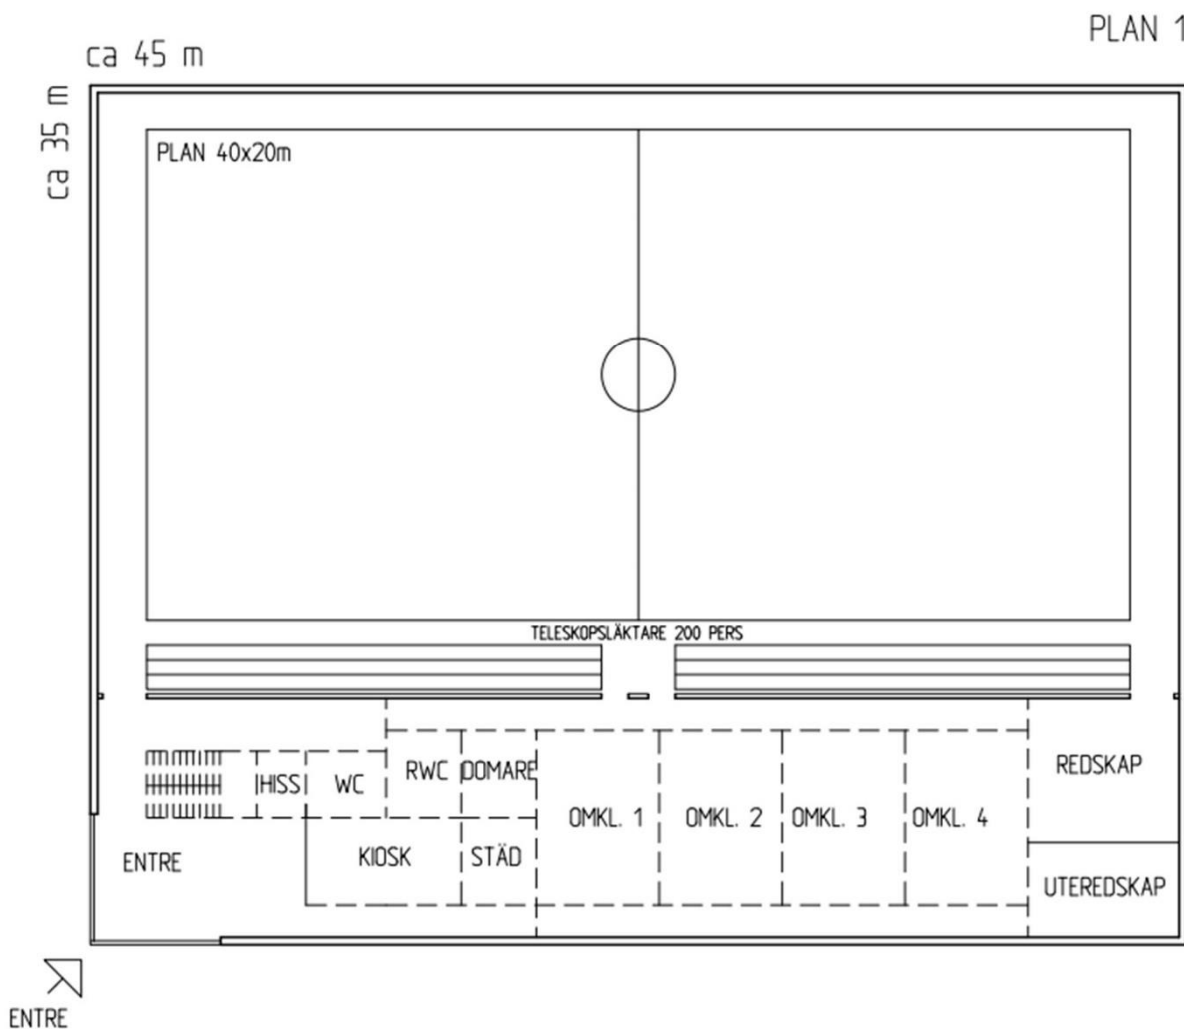 PLAN 1
ca 45 m
ca 35 m
PLAN 40x20m
TELESKOPSLÄKTARE 200 PERS
HISS
WC
RWC
DOMARE
REDSKAP
OMKL. 1
OMKL. 2
OMKL. 3
OMKL. 4
ENTRE
KIOSK
STÄD
UTEREDSKAP
ENTRE